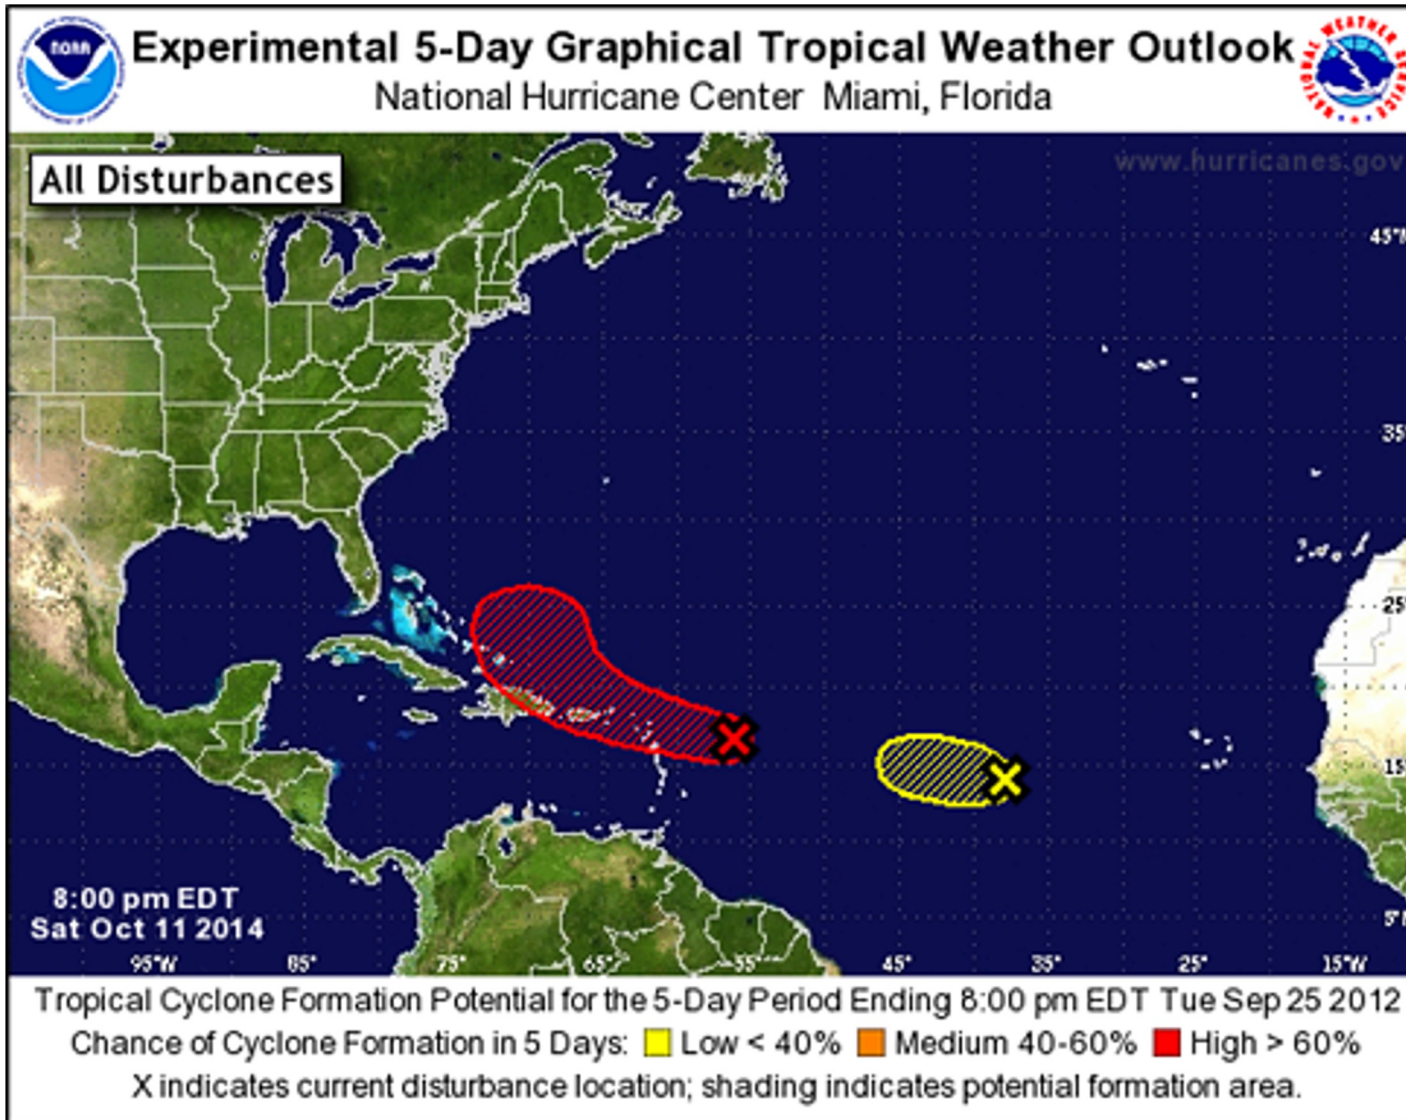 NOAA
Experimental 5-Day Graphical Tropical Weather Outlook
National Hurricane Center Miami, Florida
NATIONAL WEATHER SERVICE
All Disturbances
www.hurricanes.gov
45°N
35°
25°
15°
5°N
8:00 pm EDT
Sat Oct 11 2014
95°W 85° 75° 65° 55° 45° 35° 25° 15°W
Tropical Cyclone Formation Potential for the 5-Day Period Ending 8:00 pm EDT Tue Sep 25 2012
Chance of Cyclone Formation in 5 Days: Low < 40% Medium 40-60% High > 60%
X indicates current disturbance location; shading indicates potential formation area.